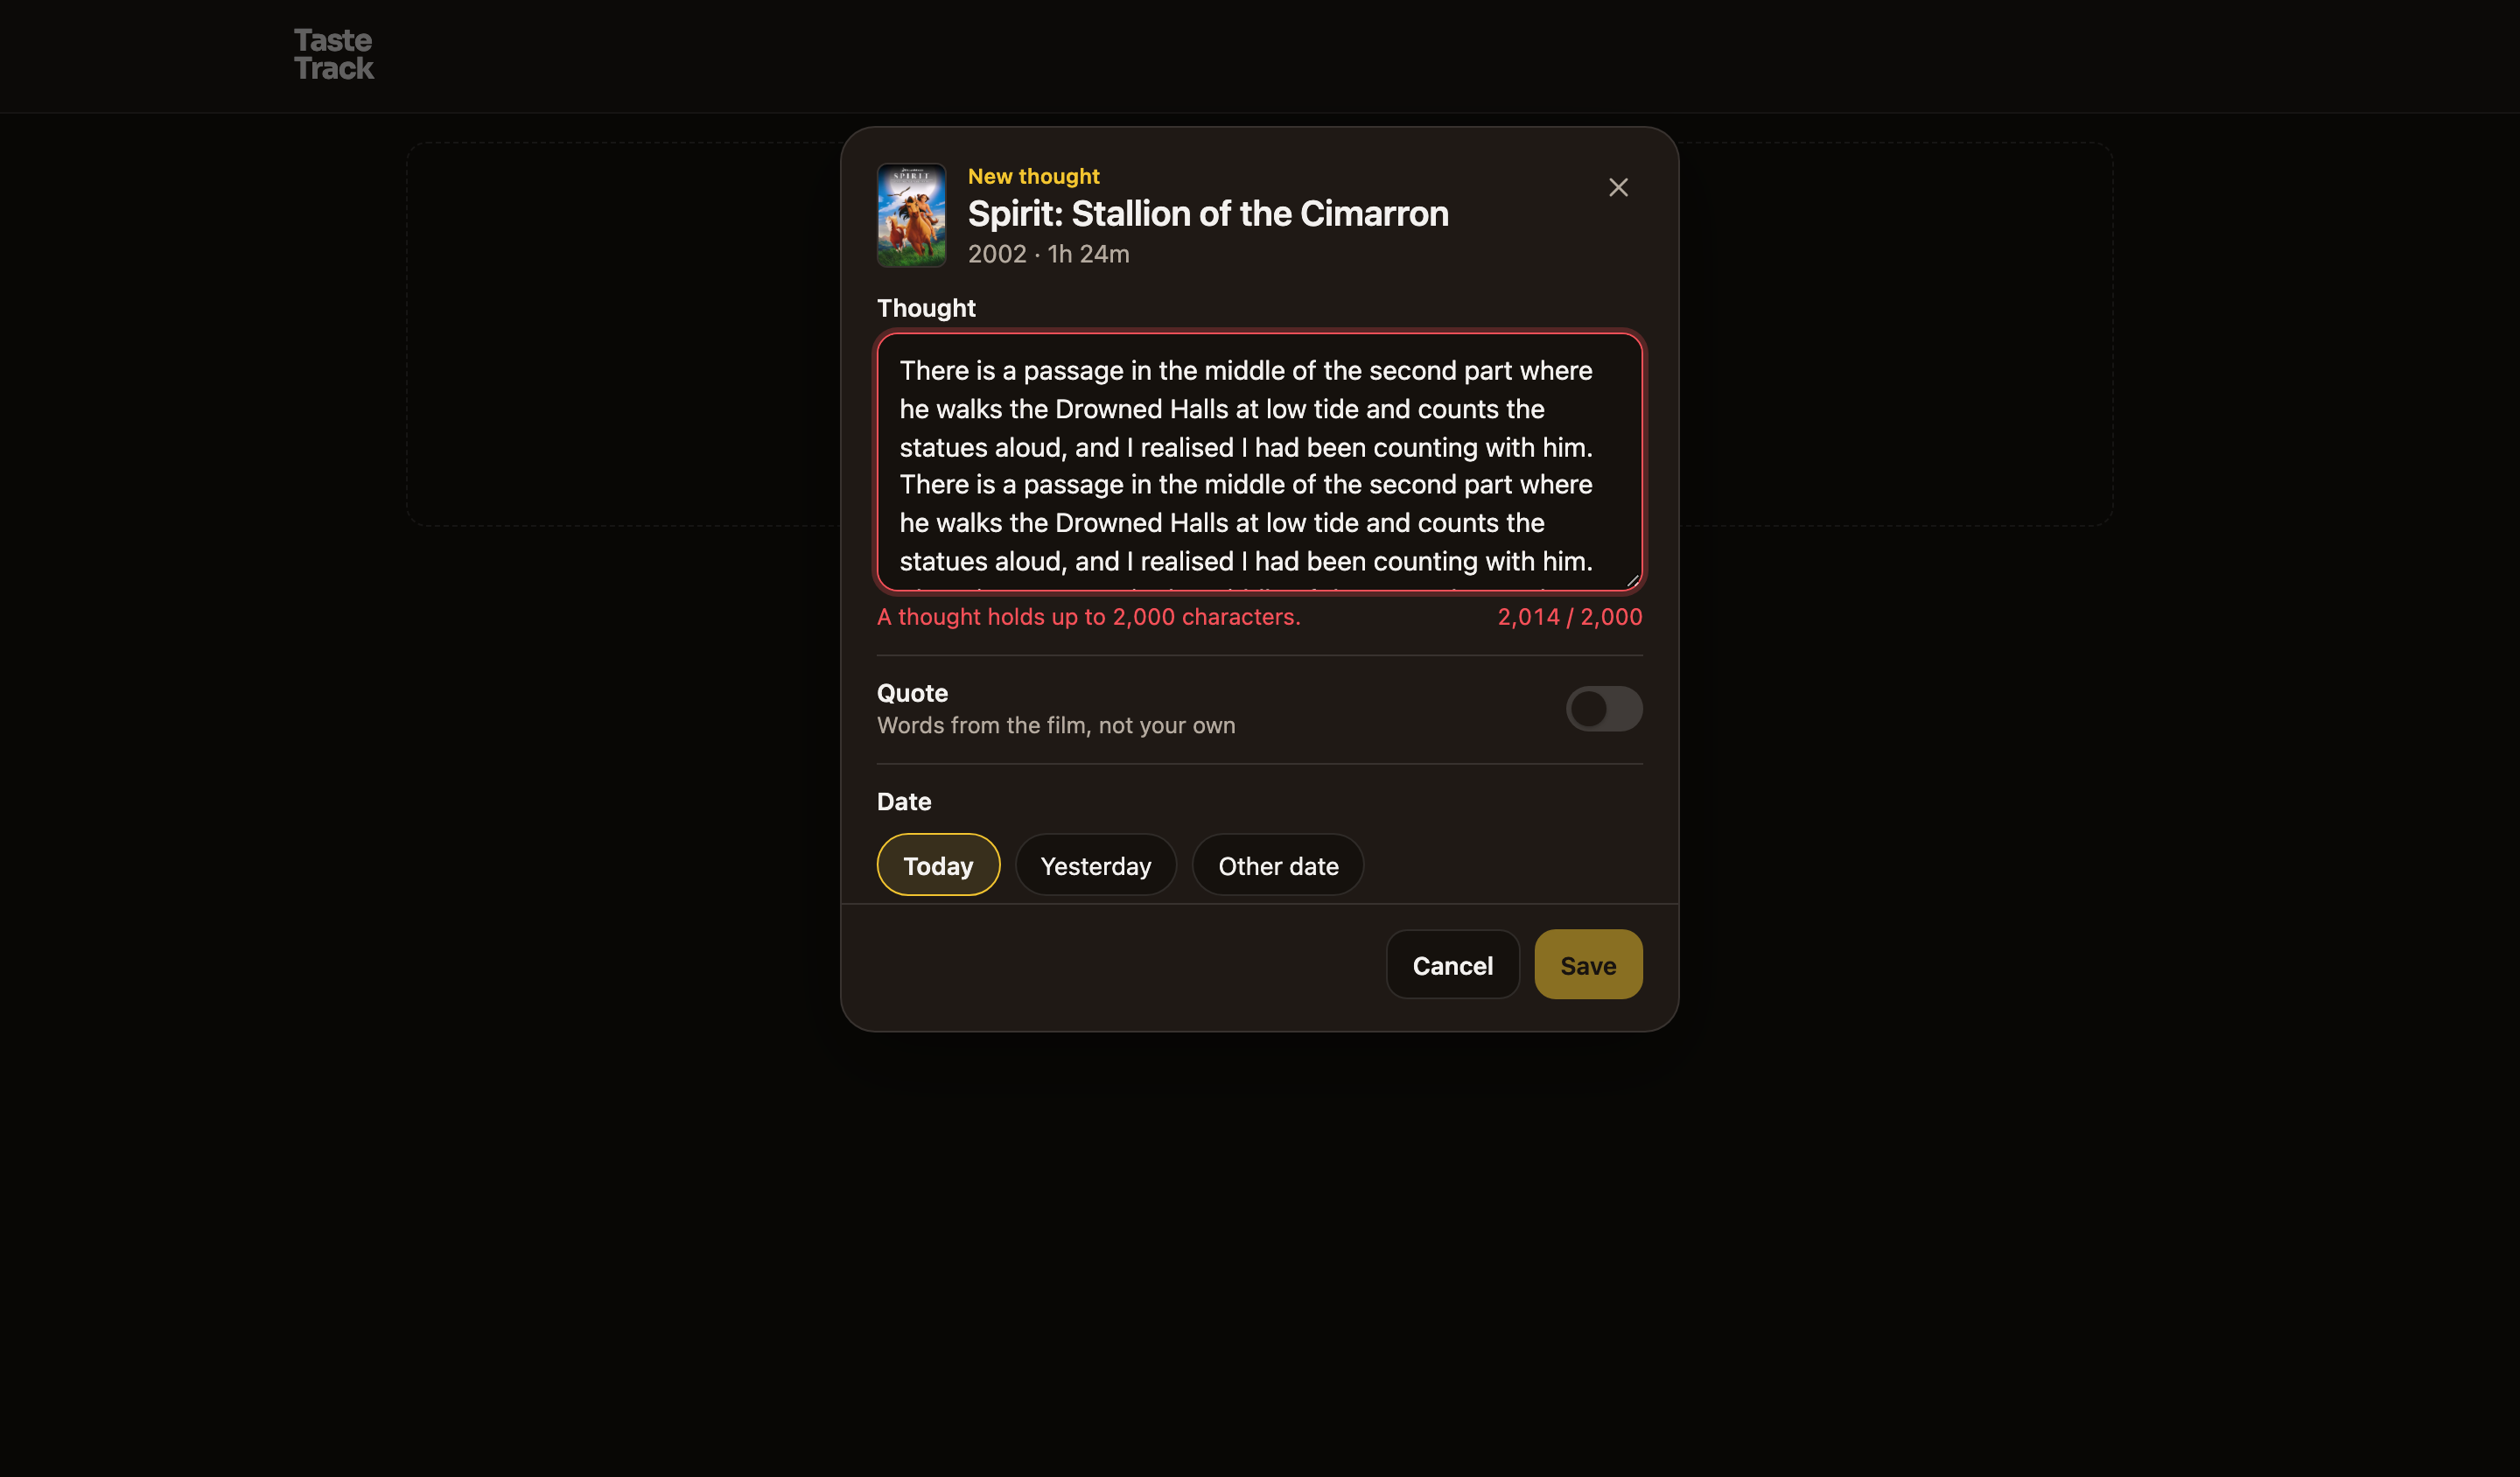 Taste
Track
SPIRIT
New thought
Spirit: Stallion of the Cimarron
2002 · 1h 24m
Thought
There is a passage in the middle of the second part where
he walks the Drowned Halls at low tide and counts the
statues aloud, and I realised I had been counting with him.
There is a passage in the middle of the second part where
he walks the Drowned Halls at low tide and counts the
statues aloud, and I realised I had been counting with him.
A thought holds up to 2,000 characters.
2,014 / 2,000
Quote
Words from the film, not your own
Date
Today
Yesterday
Other date
Cancel
Save